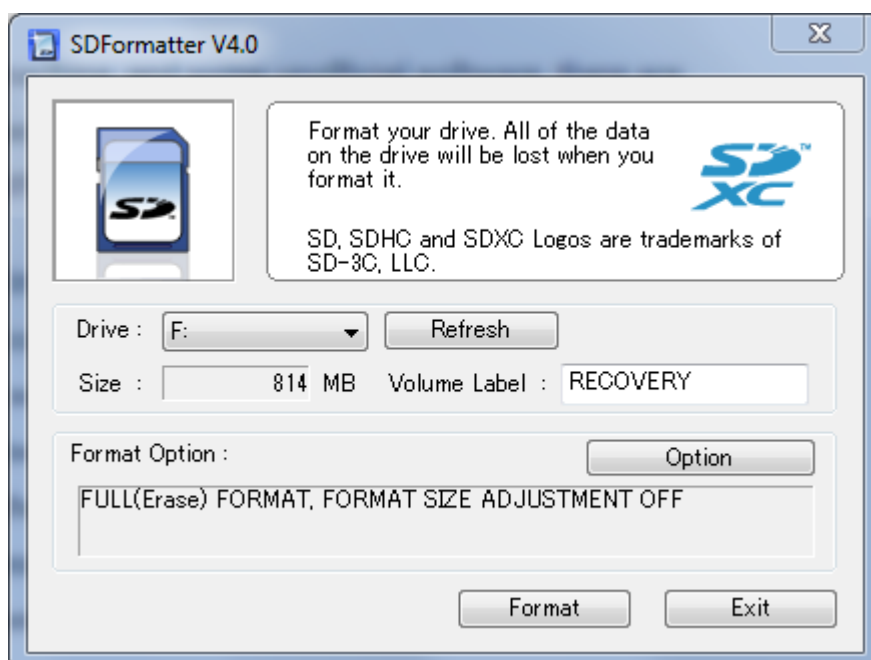 SDFormatter V4.0
SD
Format your drive. All of the data
on the drive will be lost when you
format it.
SD XC™
SD, SDHC and SDXC Logos are trademarks of
SD-3C, LLC.
Drive : F: Refresh
Size : 814 MB Volume Label : RECOVERY
Format Option : Option
FULL(Erase) FORMAT, FORMAT SIZE ADJUSTMENT OFF
Format Exit